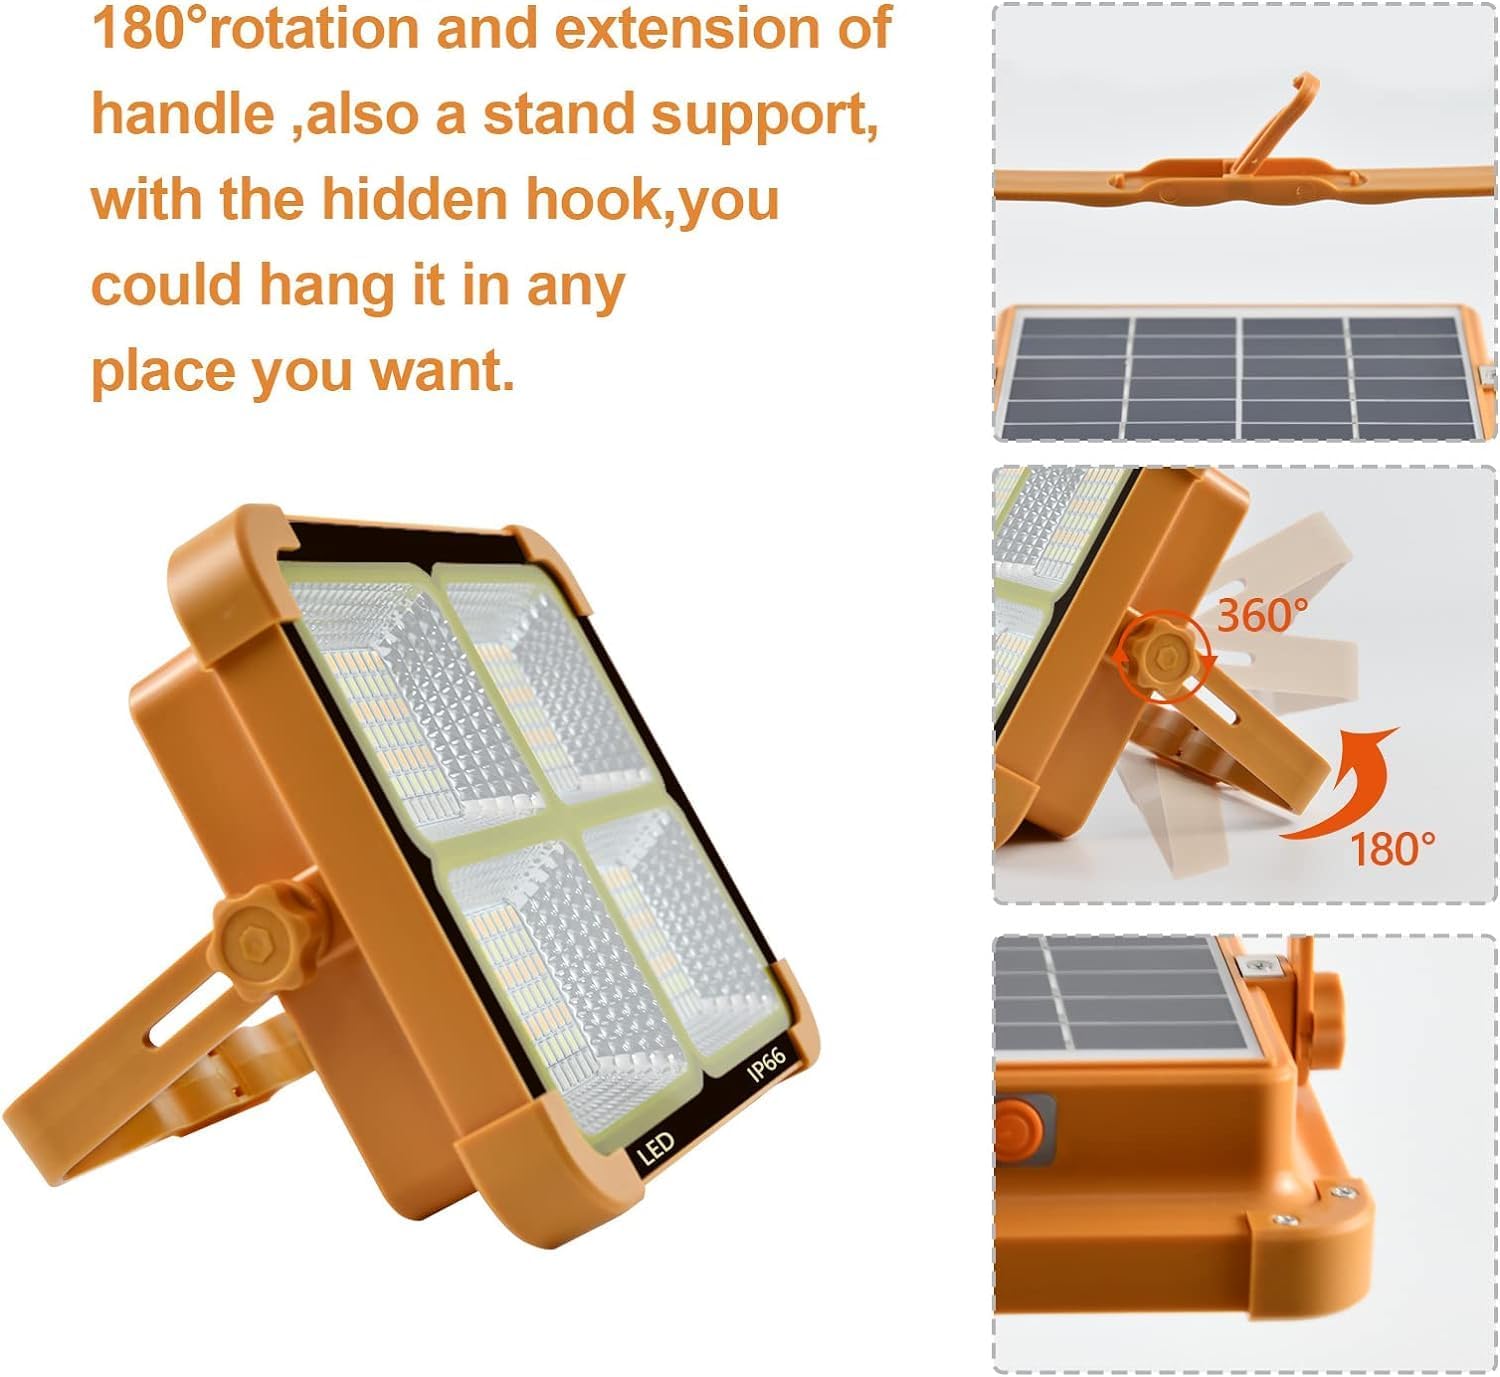 180°rotation and extension of
handle ,also a stand support,
with the hidden hook,you
could hang it in any
place you want.
360°
180°
IP66
LED